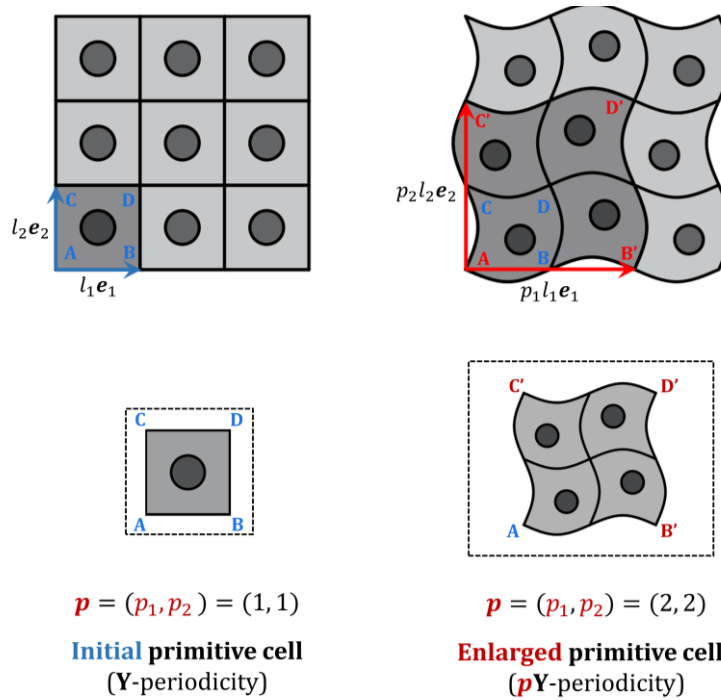 C D
l₂e₂
A B
l₁e₁
C' D'
p₂l₂e₂
C D
A B B'
p₁l₁e₁
C D
A B
p = (p₁, p₂ ) = (1, 1)
Initial primitive cell
(Y-periodicity)
C' D'
A B'
p = (p₁, p₂ ) = (2, 2)
Enlarged primitive cell
(pY-periodicity)